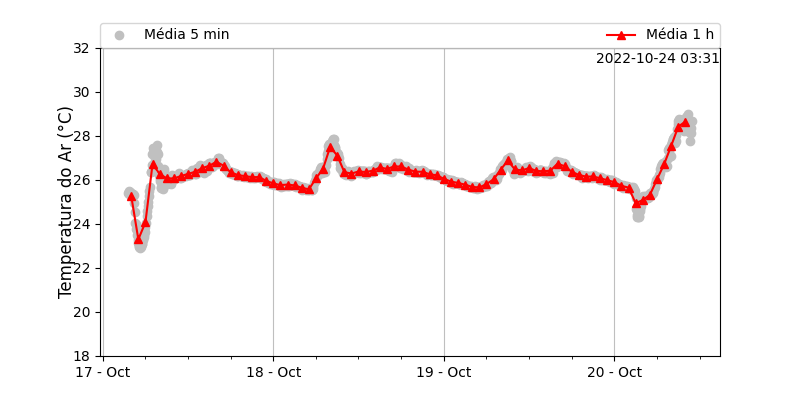 Média 5 min
Média 1 h
2022-10-24 03:31
Temperatura do Ar (°C)
32
30
28
26
24
22
20
18
17 - Oct
18 - Oct
19 - Oct
20 - Oct